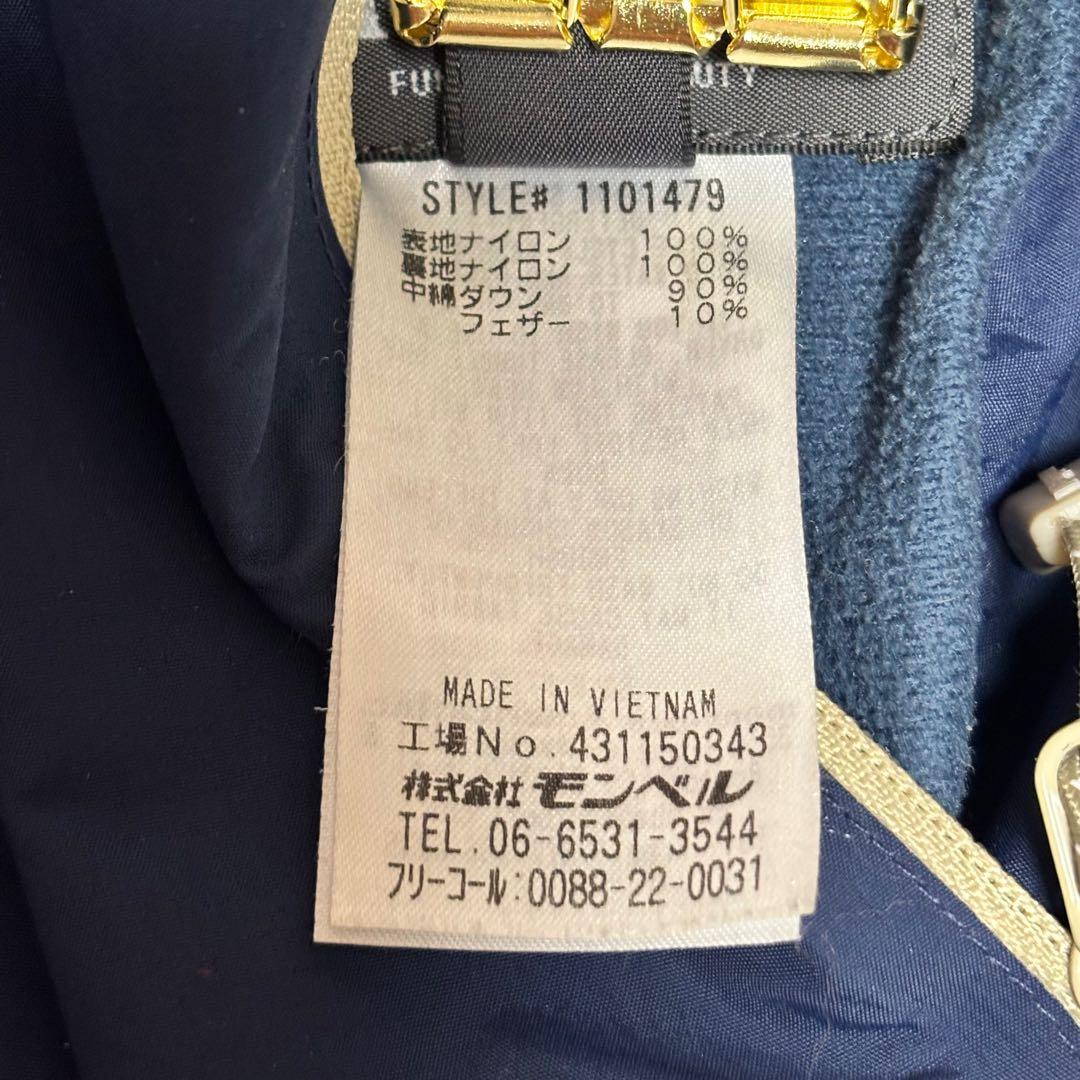 STYLE# 1101479
表地ナイロン 100%
裏地ナイロン 100%
中綿ダウン 90%
フェザー 10%
MADE IN VIETNAM
工場No.431150343
株式会社モンベル
TEL.06-6531-3544
フリーコール:0088-22-0031